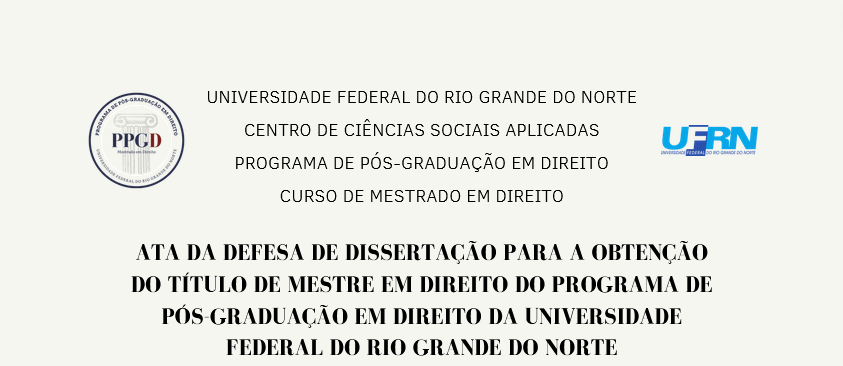 UNIVERSIDADE FEDERAL DO RIO GRANDE DO NORTE
CENTRO DE CIÊNCIAS SOCIAIS APLICADAS
PROGRAMA DE PÓS-GRADUAÇÃO EM DIREITO
CURSO DE MESTRADO EM DIREITO
PROGRAMA DE PÓS-GRADUAÇÃO EM DIREITO
PPGD
Mestrado em Direito
UNIVERSIDADE FEDERAL DO RIO GRANDE DO NORTE
UFRN
UNIVERSIDADE FEDERAL DO RIO GRANDE DO NORTE
ATA DA DEFESA DE DISSERTAÇÃO PARA A OBTENÇÃO
DO TÍTULO DE MESTRE EM DIREITO DO PROGRAMA DE
PÓS-GRADUAÇÃO EM DIREITO DA UNIVERSIDADE
FEDERAL DO RIO GRANDE DO NORTE